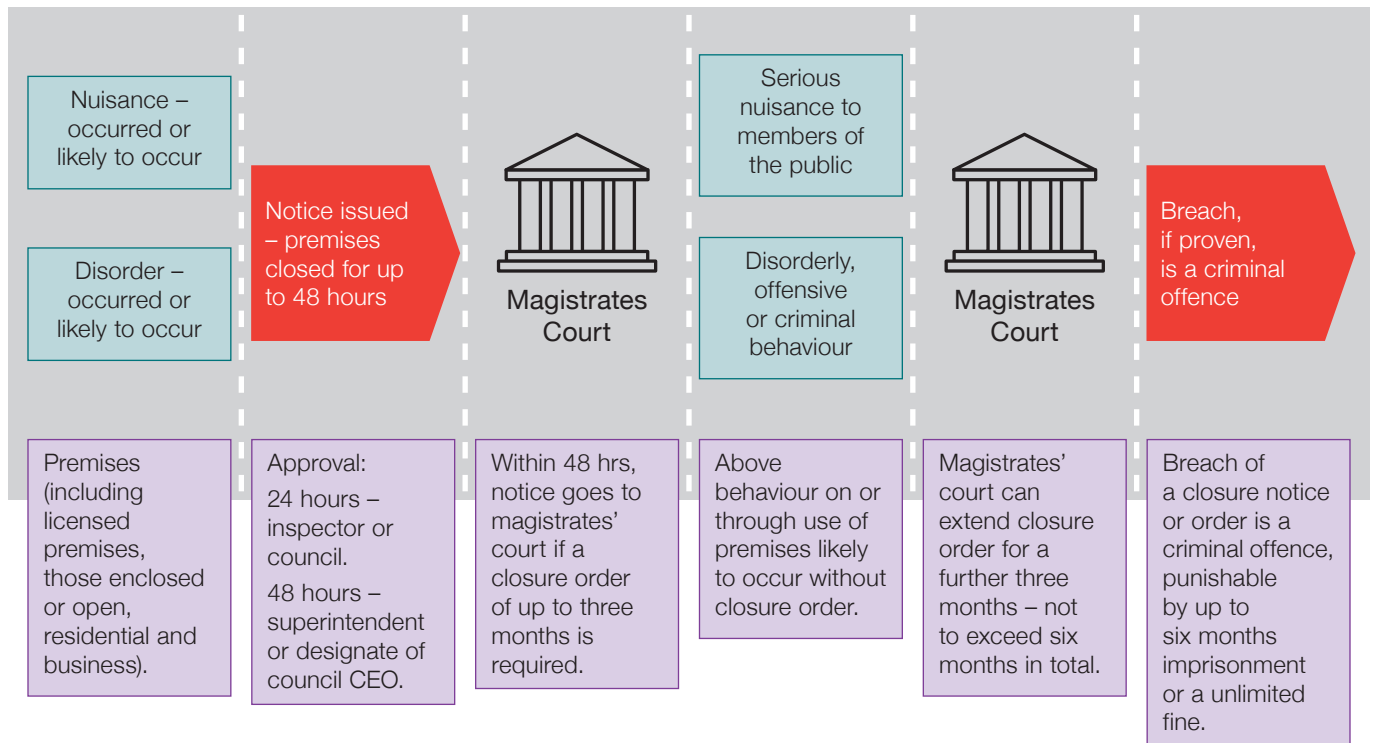 Nuisance –
occurred or
likely to occur
Disorder –
occurred or
likely to occur
Notice issued
– premises
closed for up
to 48 hours
Magistrates
Court
Serious
nuisance to
members of
the public
Disorderly,
offensive
or criminal
behaviour
Magistrates
Court
Breach,
if proven,
is a criminal
offence
Premises
(including
licensed
premises,
those enclosed
or open,
residential and
business).
Approval:
24 hours –
inspector or
council.
48 hours –
superintendent
or designate of
council CEO.
Within 48 hrs,
notice goes to
magistrates’
court if a
closure order
of up to three
months is
required.
Above
behaviour on or
through use of
premises likely
to occur without
closure order.
Magistrates’
court can
extend closure
order for a
further three
months – not
to exceed six
months in total.
Breach of
a closure notice
or order is a
criminal offence,
punishable
by up to
six months
imprisonment
or a unlimited
fine.